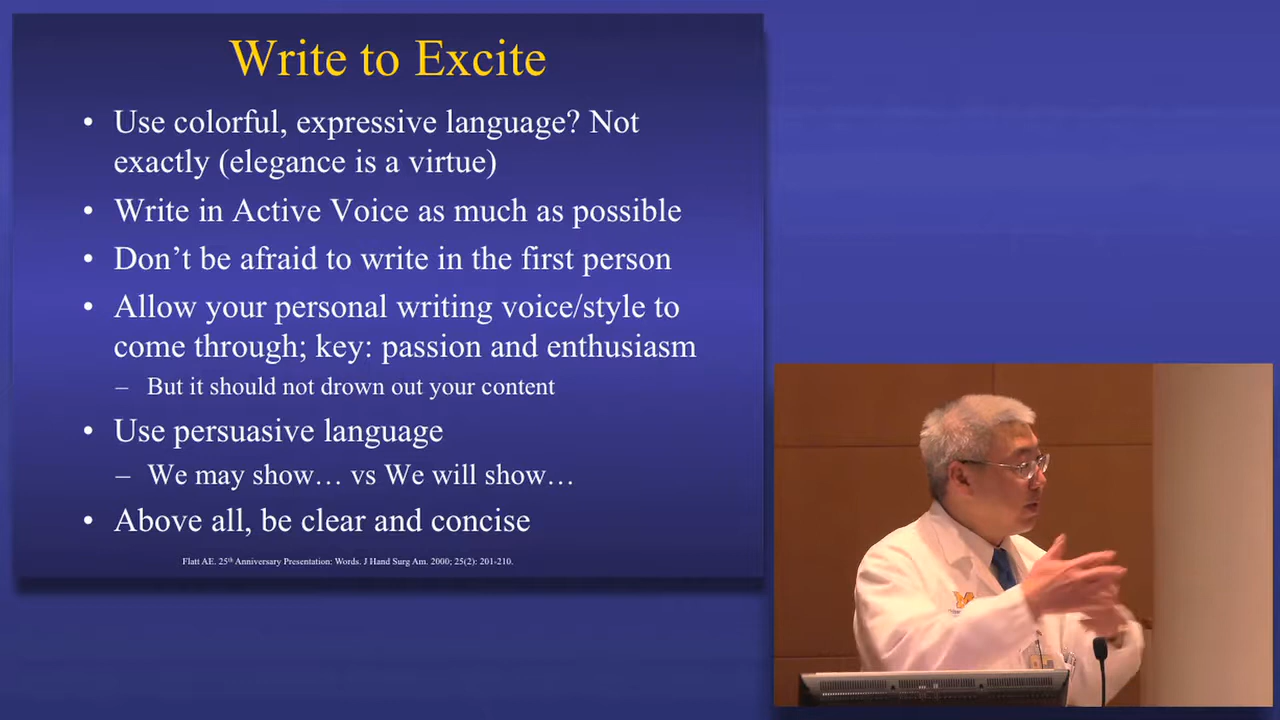 Write to Excite
• Use colorful, expressive language? Not
exactly (elegance is a virtue)
• Write in Active Voice as much as possible
• Don’t be afraid to write in the first person
• Allow your personal writing voice/style to
come through; key: passion and enthusiasm
– But it should not drown out your content
• Use persuasive language
– We may show… vs We will show…
• Above all, be clear and concise
Flatt AE. 25th Anniversary Presentation: Words. J Hand Surg Am. 2000; 25(2): 201-210.